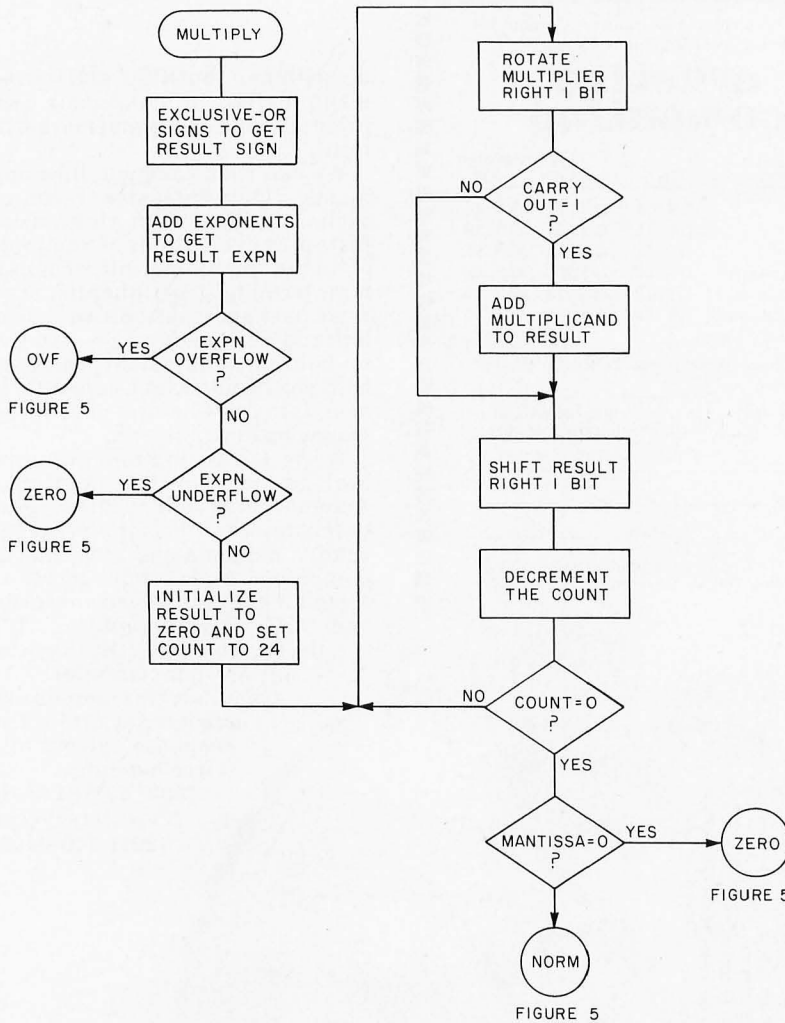 MULTIPLY
EXCLUSIVE-OR
SIGNS TO GET
RESULT SIGN
ADD EXPONENTS
TO GET
RESULT EXPN
EXPN
OVERFLOW
?
YES
OVF
FIGURE 5
NO
EXPN
UNDERFLOW
?
YES
ZERO
FIGURE 5
NO
INITIALIZE
RESULT TO
ZERO AND SET
COUNT TO 24
ROTATE
MULTIPLIER
RIGHT 1 BIT
CARRY
OUT=1
?
NO
YES
ADD
MULTIPLICAND
TO RESULT
SHIFT RESULT
RIGHT 1 BIT
DECREMENT
THE COUNT
NO
COUNT=0
?
YES
MANTISSA=0
?
YES
ZERO
FIGURE 5
NORM
FIGURE 5